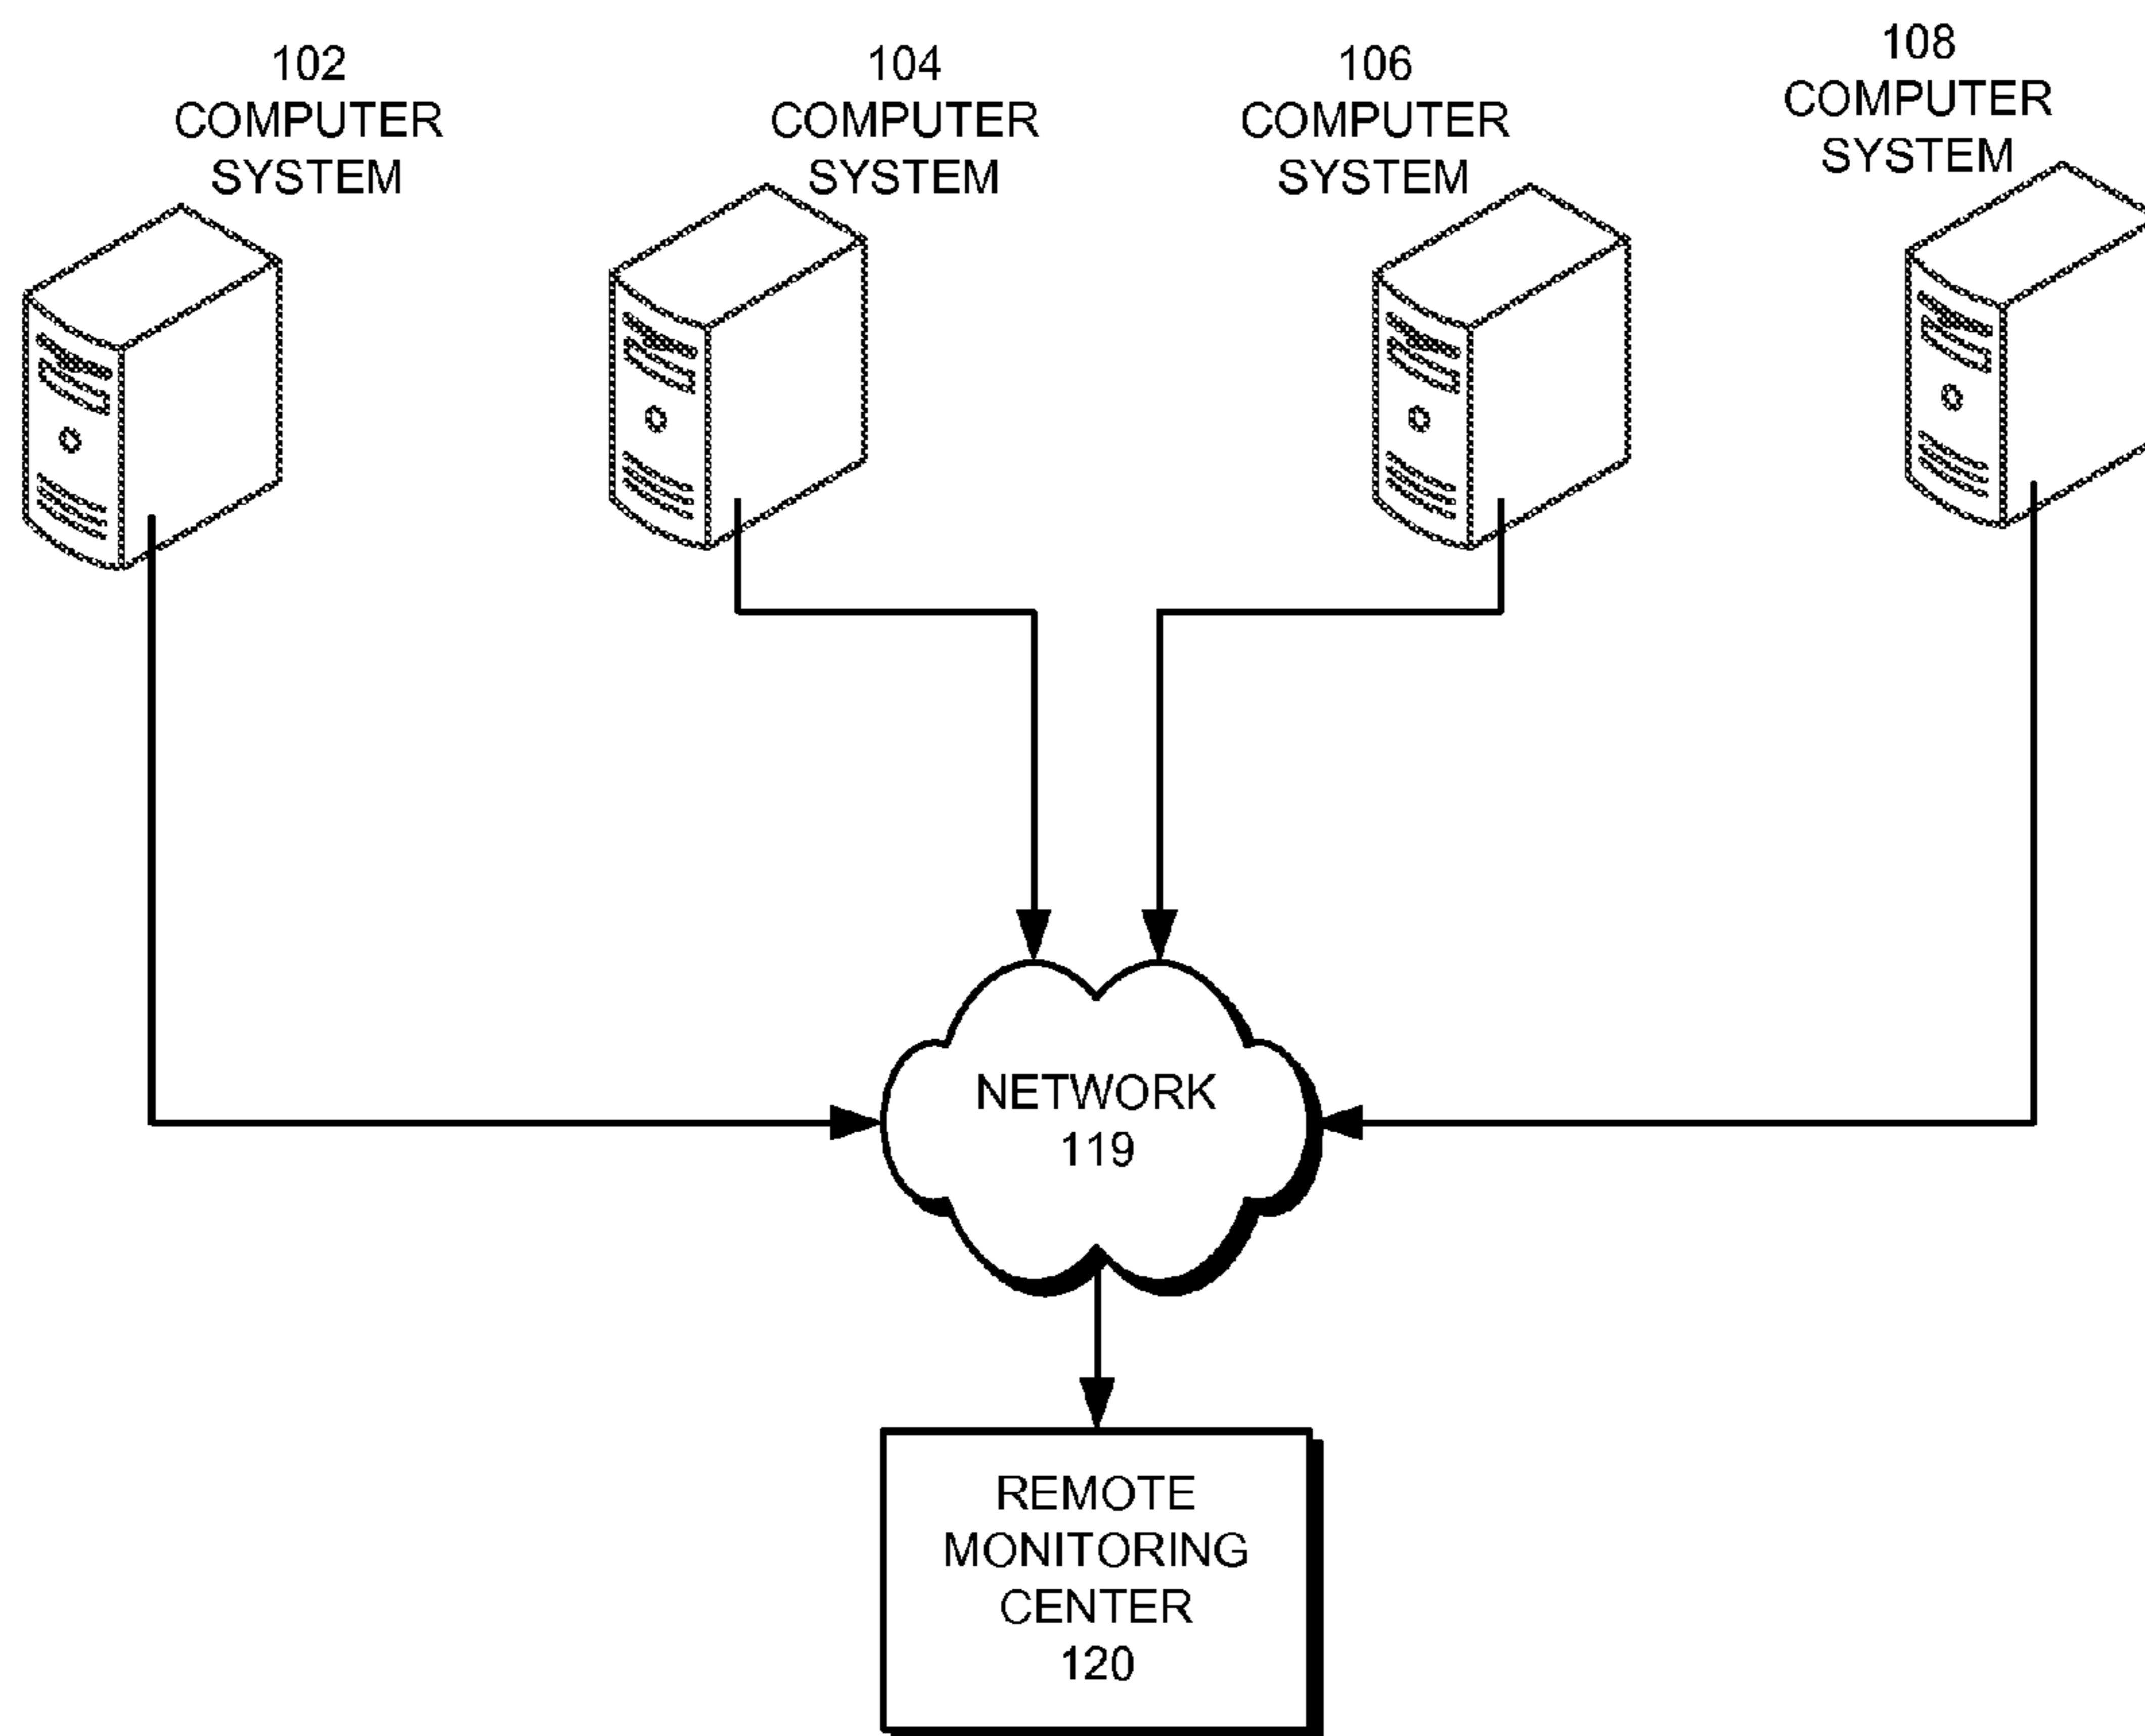 102
COMPUTER
SYSTEM
104
COMPUTER
SYSTEM
106
COMPUTER
SYSTEM
108
COMPUTER
SYSTEM
NETWORK
119
REMOTE
MONITORING
CENTER
120